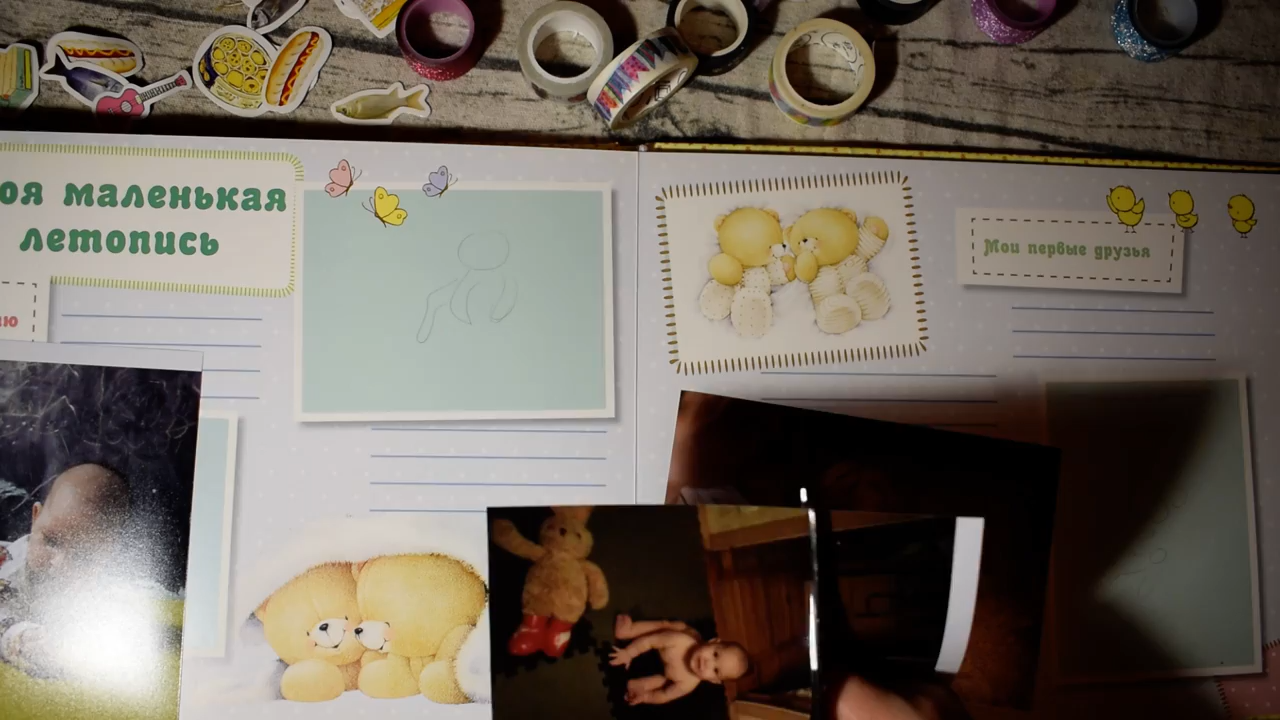 оя маленькая
летопись
ю
Мои первые друзья